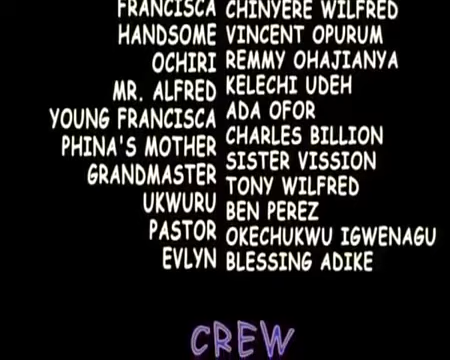 FRANCISCA CHINYERE WILFRED
HANDSOME VINCENT OPURUM
OCHIRI REMMY OHAJIANYA
MR. ALFRED KELECHI UDEH
YOUNG FRANCISCA ADA OFOR
PHINA'S MOTHER CHARLES BILLION
GRANDMASTER SISTER VISSION
TONY WILFRED
UKWURU BEN PEREZ
PASTOR OKECHUKWU IGWENAGU
EVLYN BLESSING ADIKE
CREW